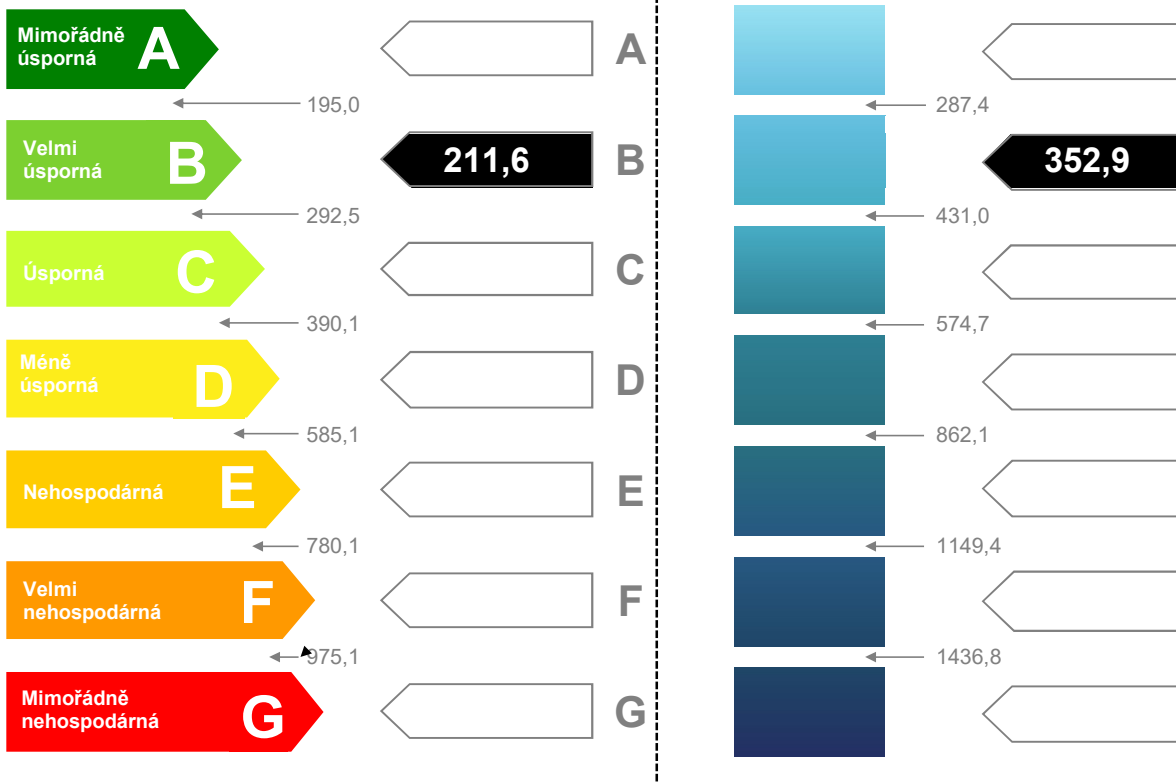 Mimořádně
úsporná
A
A
195,0
287,4
Velmi
úsporná
B
211,6
B
352,9
292,5
431,0
Úsporná
C
C
390,1
574,7
Méně
úsporná
D
D
585,1
862,1
Nehospodárná
E
E
780,1
1149,4
Velmi
nehospodárná
F
F
975,1
1436,8
Mimořádně
nehospodárná
G
G